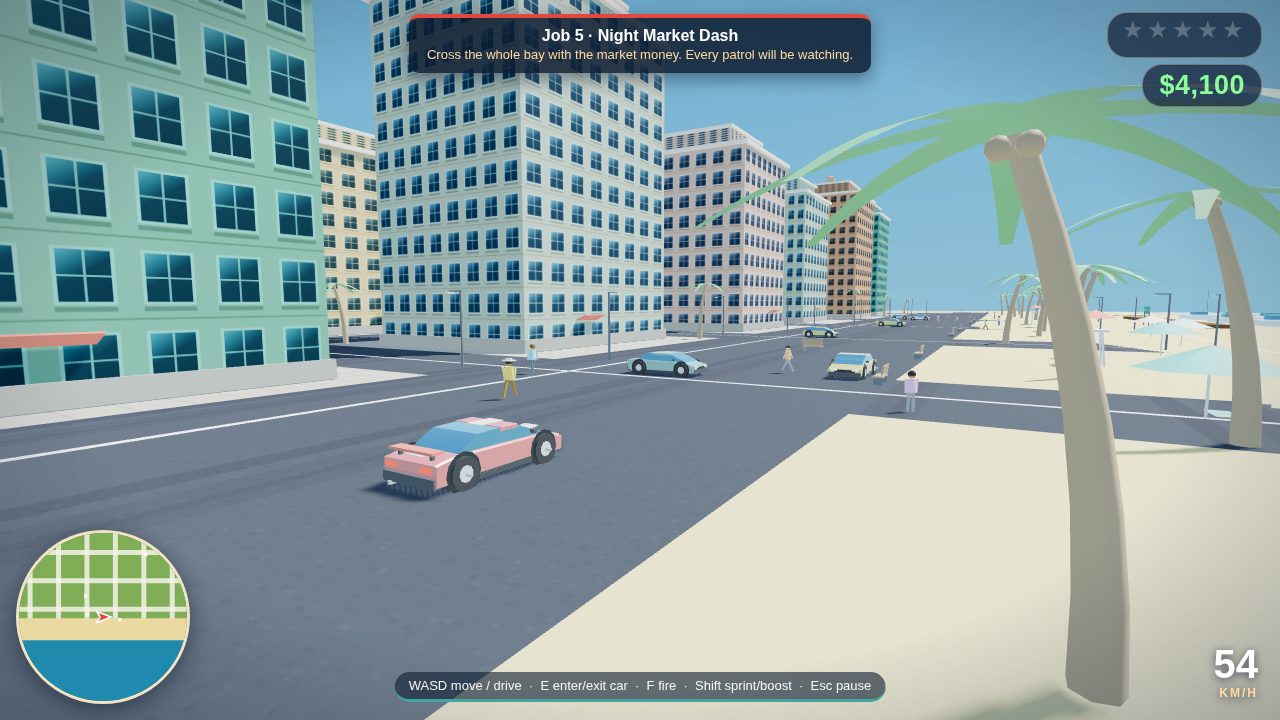 Job 5 · Night Market Dash
Cross the whole bay with the market money. Every patrol will be watching.
$4,100
WASD move / drive · E enter/exit car · F fire · Shift sprint/boost · Esc pause
54
KM/H